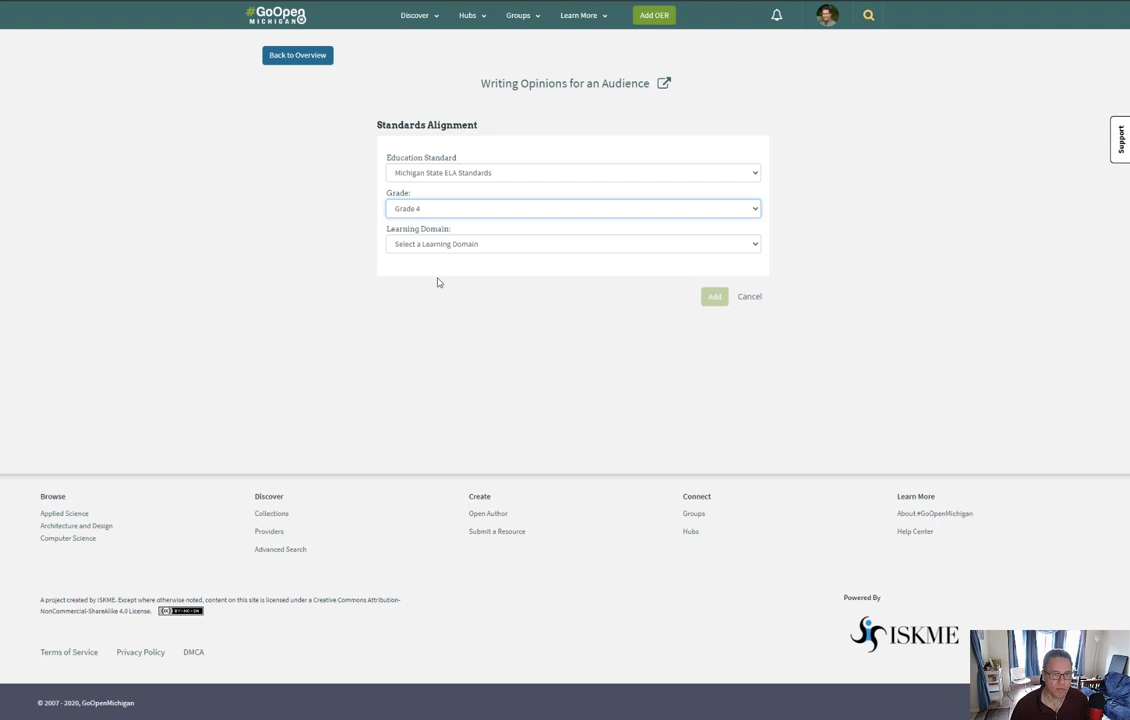 #GoOpen
MICHIGAN
Discover
Hubs
Groups
Learn More
Add OER
Back to Overview
Writing Opinions for an Audience
Support
Standards Alignment
Education Standard
Michigan State ELA Standards
Grade:
Grade 4
Learning Domain:
Select a Learning Domain
Add
Cancel
Browse
Applied Science
Architecture and Design
Computer Science
Discover
Collections
Providers
Advanced Search
Create
Open Author
Submit a Resource
Connect
Groups
Hubs
Learn More
About #GoOpenMichigan
Help Center
A project created by ISKME. Except where otherwise noted, content on this site is licensed under a Creative Commons Attribution-
NonCommercial-ShareAlike 4.0 License.
cc BY-NC-SA
Powered By
ISKME
Terms of Service
Privacy Policy
DMCA
© 2007 - 2020, GoOpenMichigan